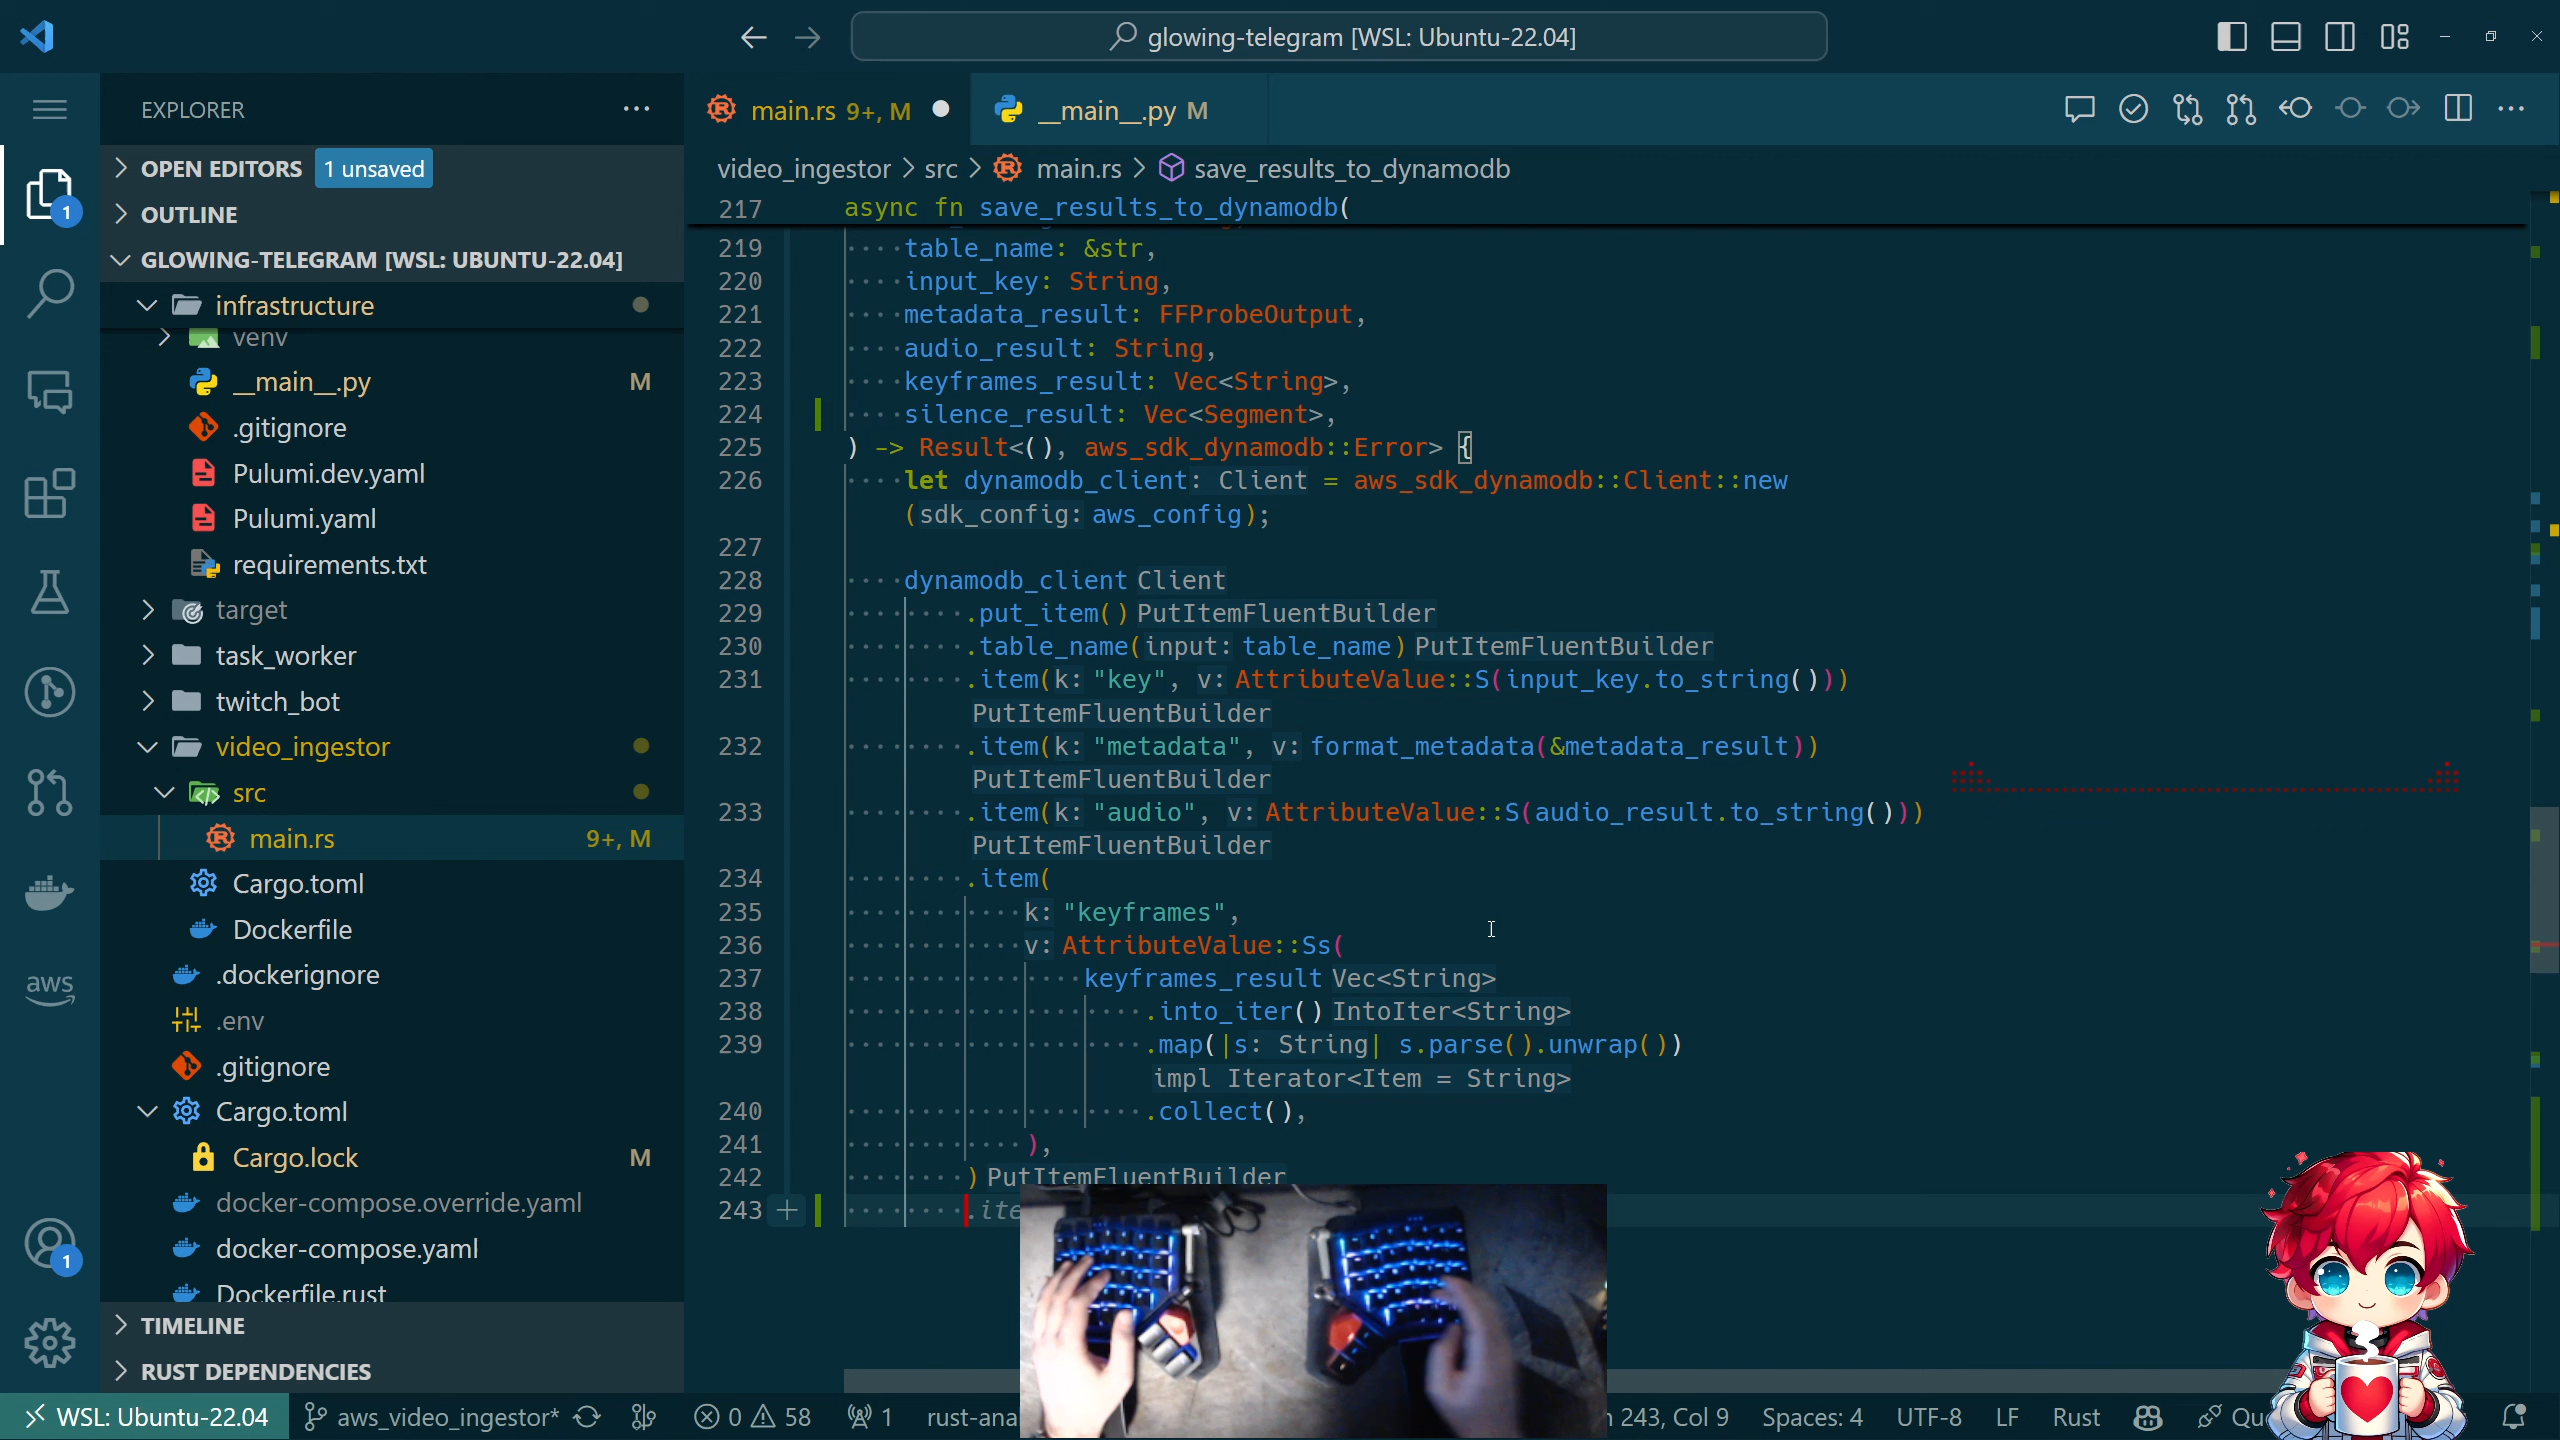 glowing-telegram [WSL: Ubuntu-22.04]
EXPLORER
main.rs 9+, M
__main__.py M
OPEN EDITORS 1 unsaved
OUTLINE
GLOWING-TELEGRAM [WSL: UBUNTU-22.04]
infrastructure
venv
__main__.py M
.gitignore
Pulumi.dev.yaml
Pulumi.yaml
requirements.txt
target
task_worker
twitch_bot
video_ingestor
src
main.rs 9+, M
Cargo.toml
Dockerfile
.dockerignore
.env
.gitignore
Cargo.toml
Cargo.lock M
docker-compose.override.yaml
docker-compose.yaml
Dockerfile.rust
TIMELINE
RUST DEPENDENCIES
1
aws
1
video_ingestor > src > main.rs > save_results_to_dynamodb
217 async fn save_results_to_dynamodb(
219 table_name: &str,
220 input_key: String,
221 metadata_result: FFProbeOutput,
222 audio_result: String,
223 keyframes_result: Vec<String>,
224 silence_result: Vec<Segment>,
225 ) -> Result<(), aws_sdk_dynamodb::Error> {
226 let dynamodb_client: Client = aws_sdk_dynamodb::Client::new
(sdk_config: aws_config);
227
228 dynamodb_client Client
229 .put_item() PutItemFluentBuilder
230 .table_name(input: table_name) PutItemFluentBuilder
231 .item(k: "key", v: AttributeValue::S(input_key.to_string()))
PutItemFluentBuilder
232 .item(k: "metadata", v: format_metadata(&metadata_result))
PutItemFluentBuilder
233 .item(k: "audio", v: AttributeValue::S(audio_result.to_string()))
PutItemFluentBuilder
234 .item(
235 k: "keyframes",
236 v: AttributeValue::Ss(
237 keyframes_result Vec<String>
238 .into_iter() IntoIter<String>
239 .map(|s: String| s.parse().unwrap())
impl Iterator<Item = String>
240 .collect(),
241 ),
242 ) PutItemFluentBuilder
243 .ite
WSL: Ubuntu-22.04 aws_video_ingestor* 0 58 1 rust-ana
n 243, Col 9 Spaces: 4 UTF-8 LF Rust Qu